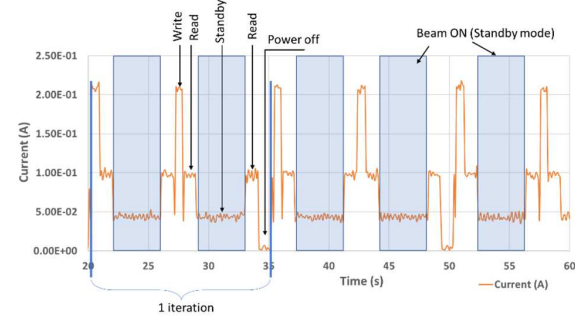 Write
Read
Standby
Read
Power off
Beam ON (Standby mode)
2.50E-01
2.00E-01
1.50E-01
1.00E-01
5.00E-02
0.00E+00
Current (A)
20 25 30 35 40 45 50 55 60
Time (s)
Current (A)
1 iteration